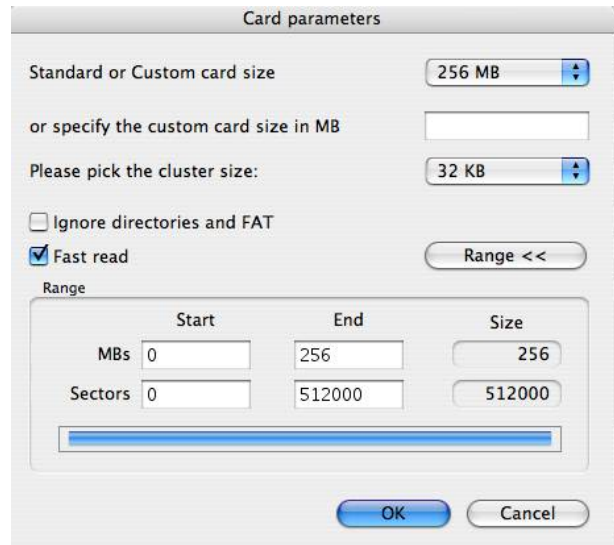 Card parameters
Standard or Custom card size 256 MB
or specify the custom card size in MB
Please pick the cluster size: 32 KB
Ignore directories and FAT
Fast read Range <<
Range
Start End Size
MBs 0 256 256
Sectors 0 512000 512000
OK Cancel